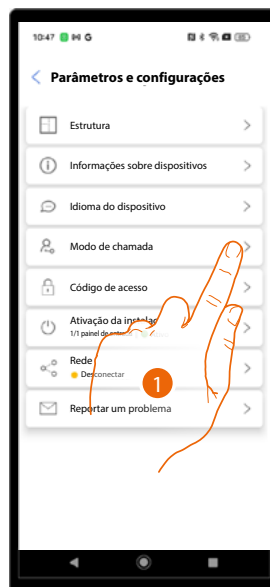 10:47
Parâmetros e configurações
Estrutura
Informações sobre dispositivos
Idioma do dispositivo
Modo de chamada
Código de acesso
Ativação da
1/1 painel de
Rede
Desconectar
Reportar um problema
1